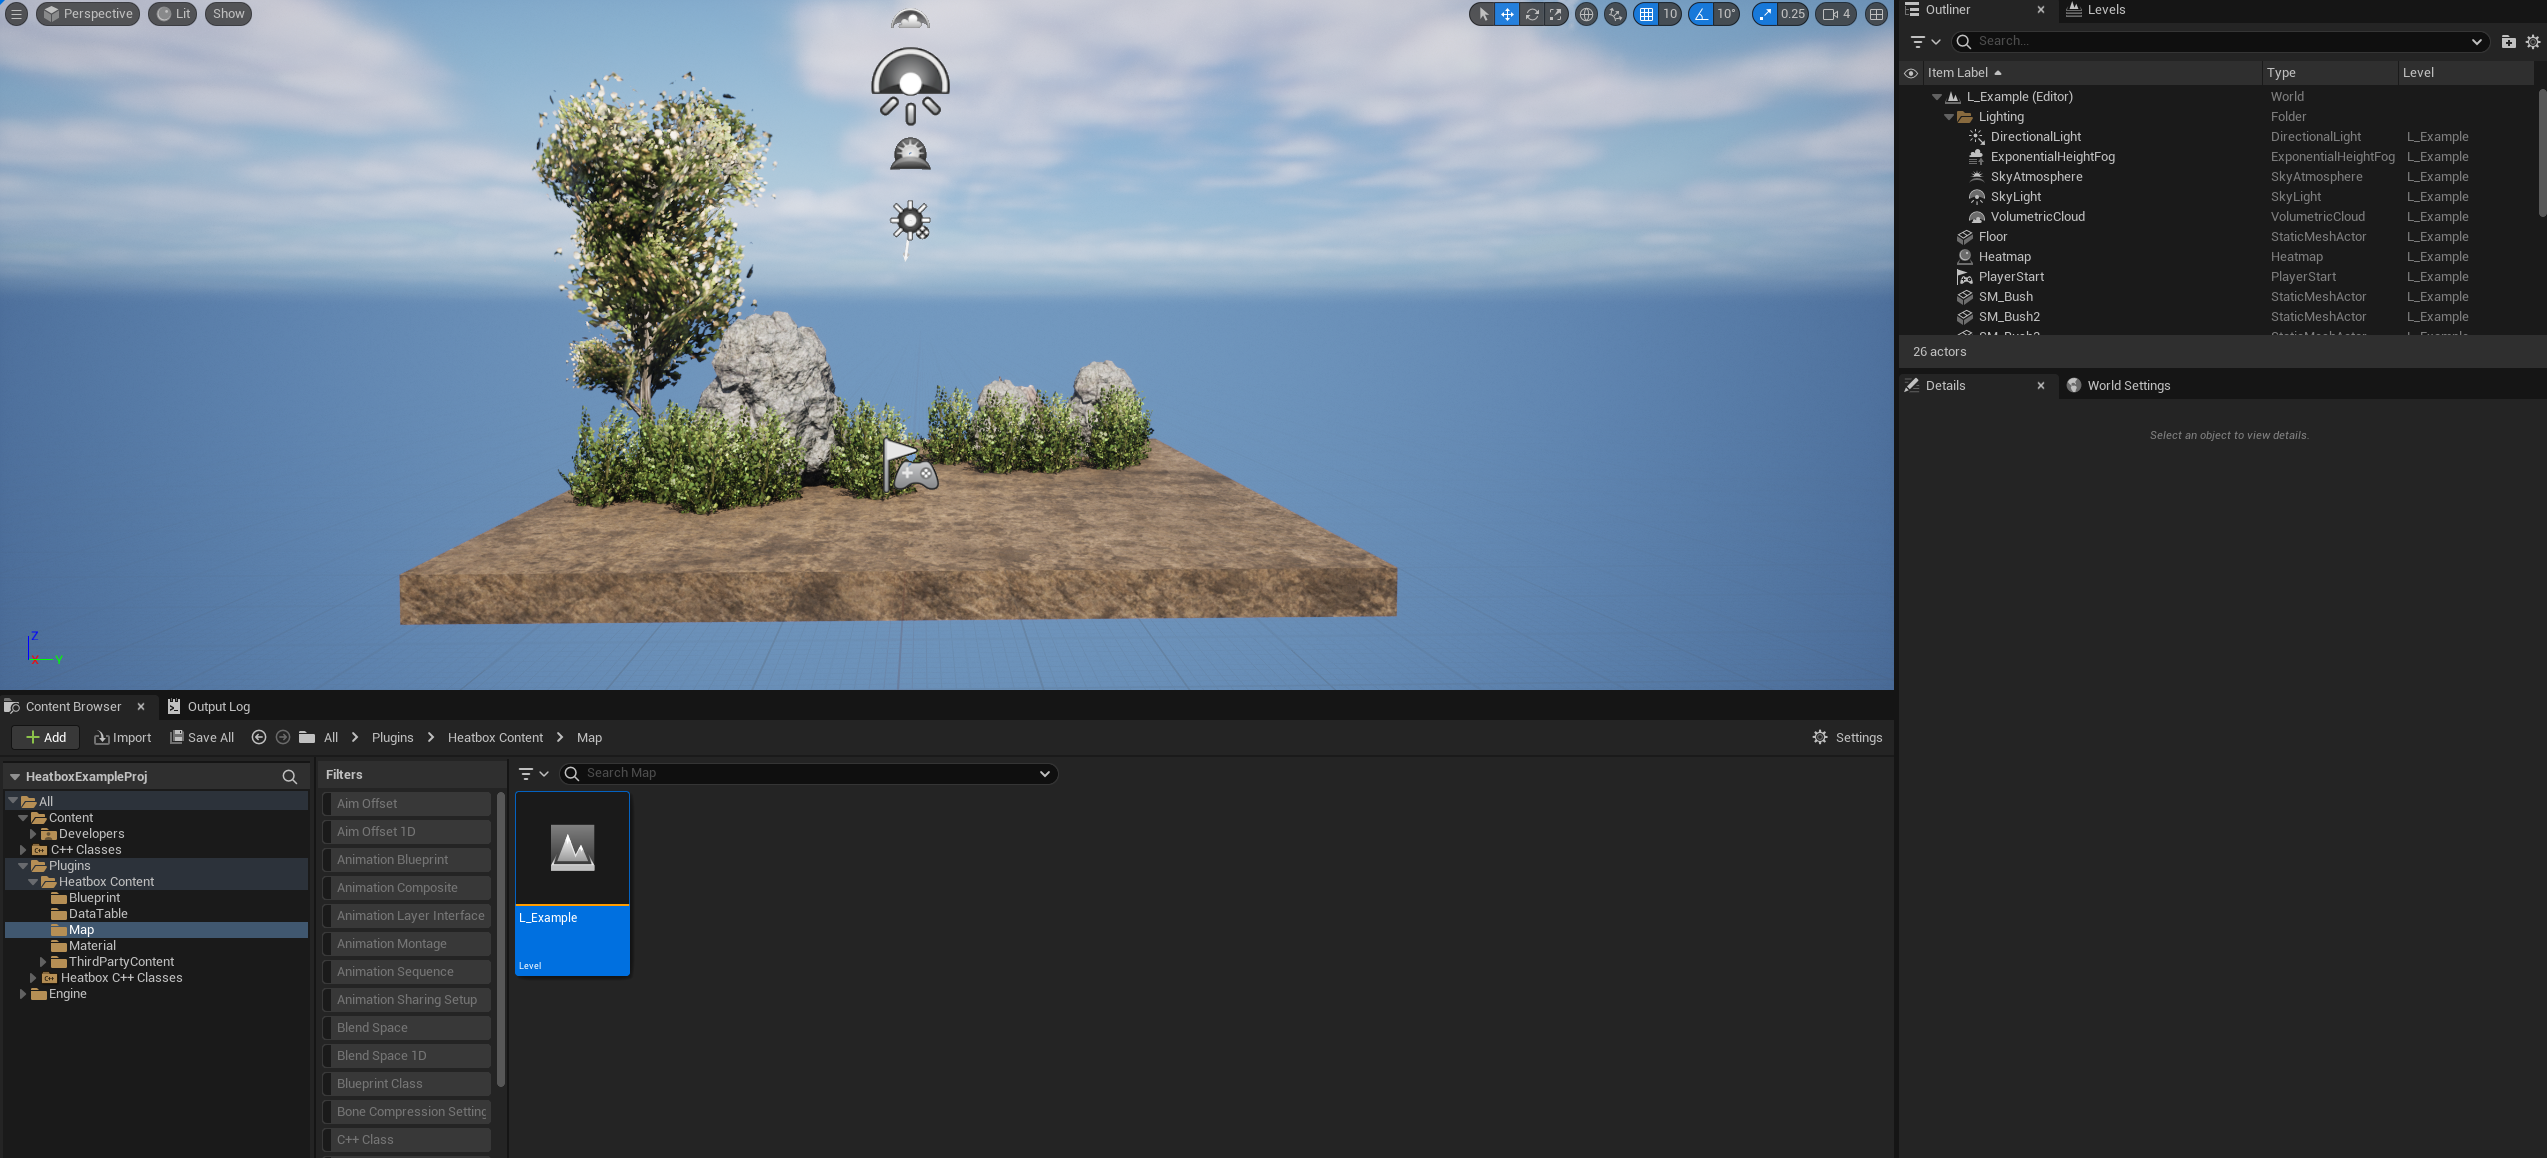 Perspective Lit Show
10 10° 0.25 4
Z
X Y
Outliner Levels
Search...
Item Label Type Level
L_Example (Editor) World
Lighting Folder
DirectionalLight DirectionalLight L_Example
ExponentialHeightFog ExponentialHeightFog L_Example
SkyAtmosphere SkyAtmosphere L_Example
SkyLight SkyLight L_Example
VolumetricCloud VolumetricCloud L_Example
Floor StaticMeshActor L_Example
Heatmap Heatmap L_Example
PlayerStart PlayerStart L_Example
SM_Bush StaticMeshActor L_Example
SM_Bush2 StaticMeshActor L_Example
26 actors
Details World Settings
Select an object to view details.
Content Browser Output Log
Add Import Save All All Plugins Heatbox Content Map Settings
HeatboxExampleProj
All
Content
Developers
C++ Classes
Plugins
Heatbox Content
Blueprint
DataTable
Map
Material
ThirdPartyContent
Heatbox C++ Classes
Engine
Filters
Aim Offset
Aim Offset 1D
Animation Blueprint
Animation Composite
Animation Layer Interface
Animation Montage
Animation Sequence
Animation Sharing Setup
Blend Space
Blend Space 1D
Blueprint Class
Bone Compression Setting
C++ Class
Search Map
L_Example
Level